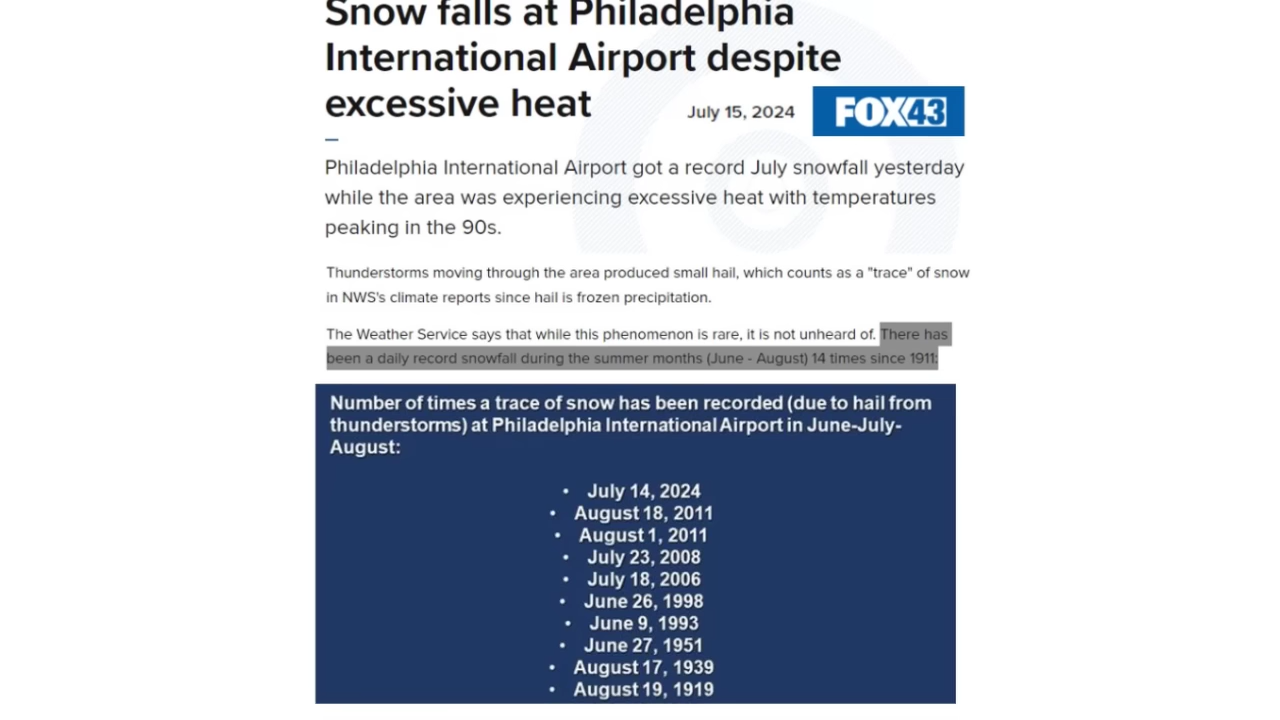 Snow falls at Philadelphia
International Airport despite
excessive heat
July 15, 2024
FOX43
Philadelphia International Airport got a record July snowfall yesterday
while the area was experiencing excessive heat with temperatures
peaking in the 90s.
Thunderstorms moving through the area produced small hail, which counts as a "trace" of snow
in NWS's climate reports since hail is frozen precipitation.
The Weather Service says that while this phenomenon is rare, it is not unheard of. There has
been a daily record snowfall during the summer months (June - August) 14 times since 1911:
Number of times a trace of snow has been recorded (due to hail from
thunderstorms) at Philadelphia International Airport in June-July-
August:
• July 14, 2024
• August 18, 2011
• August 1, 2011
• July 23, 2008
• July 18, 2006
• June 26, 1998
• June 9, 1993
• June 27, 1951
• August 17, 1939
• August 19, 1919